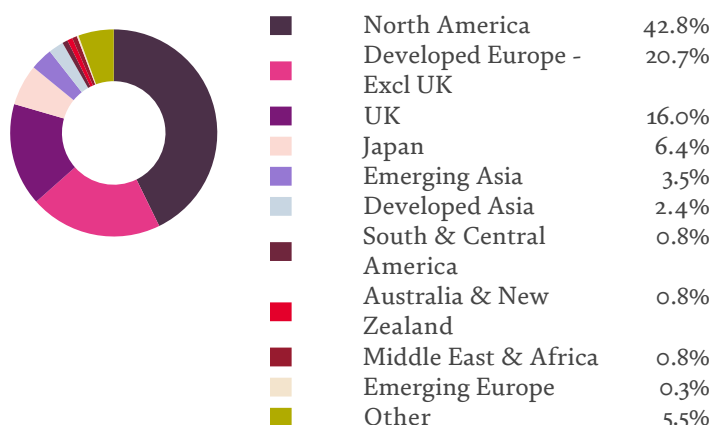 North America 42.8%
Developed Europe - 20.7%
Excl UK
UK 16.0%
Japan 6.4%
Emerging Asia 3.5%
Developed Asia 2.4%
South & Central 0.8%
America
Australia & New 0.8%
Zealand
Middle East & Africa 0.8%
Emerging Europe 0.3%
Other 5.5%